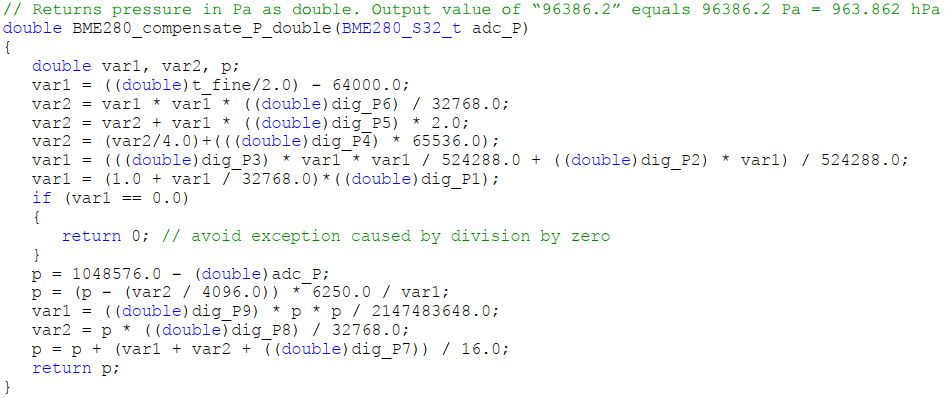 // Returns pressure in Pa as double. Output value of “96386.2” equals 96386.2 Pa = 963.862 hPa
double BME280_compensate_P_double(BME280_S32_t adc_P)
{
double var1, var2, p;
var1 = ((double)t_fine/2.0) - 64000.0;
var2 = var1 * var1 * ((double)dig_P6) / 32768.0;
var2 = var2 + var1 * ((double)dig_P5) * 2.0;
var2 = (var2/4.0)+(((double)dig_P4) * 65536.0);
var1 = (((double)dig_P3) * var1 * var1 / 524288.0 + ((double)dig_P2) * var1) / 524288.0;
var1 = (1.0 + var1 / 32768.0)*((double)dig_P1);
if (var1 == 0.0)
{
return 0; // avoid exception caused by division by zero
}
p = 1048576.0 - (double)adc_P;
p = (p - (var2 / 4096.0)) * 6250.0 / var1;
var1 = ((double)dig_P9) * p * p / 2147483648.0;
var2 = p * ((double)dig_P8) / 32768.0;
p = p + (var1 + var2 + ((double)dig_P7)) / 16.0;
return p;
}